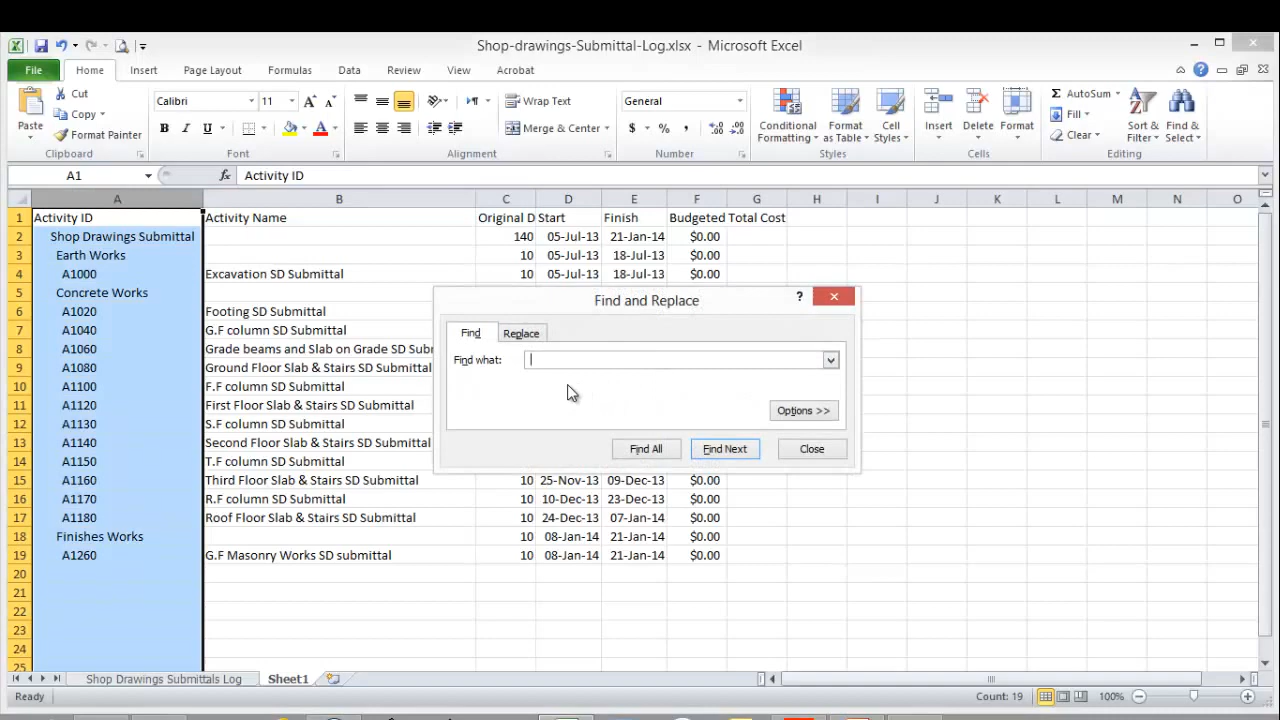 Shop-drawings-Submittal-Log.xlsx - Microsoft Excel
File Home Insert Page Layout Formulas Data Review View Acrobat
Paste Cut Copy Format Painter Clipboard
Calibri 11 A A B I U A Font
Wrap Text Merge & Center Alignment
General $ % , Number
Conditional Formatting Format as Table Cell Styles Styles
Insert Delete Format Cells
Σ AutoSum Fill Clear Sort & Filter Find & Select Editing
A1 fx Activity ID
A B C D E F G H I J K L M N O
1 Activity ID Activity Name Original D Start Finish Budgeted Total Cost
2 Shop Drawings Submittal 140 05-Jul-13 21-Jan-14 $0.00
3 Earth Works 10 05-Jul-13 18-Jul-13 $0.00
4 A1000 Excavation SD Submittal 10 05-Jul-13 18-Jul-13 $0.00
5 Concrete Works
6 A1020 Footing SD Submittal
7 A1040 G.F column SD Submittal
8 A1060 Grade beams and Slab on Grade SD Subm
9 A1080 Ground Floor Slab & Stairs SD Submittal
10 A1100 F.F column SD Submittal
11 A1120 First Floor Slab & Stairs SD Submittal
12 A1130 S.F column SD Submittal
13 A1140 Second Floor Slab & Stairs SD Submittal
14 A1150 T.F column SD Submittal
15 A1160 Third Floor Slab & Stairs SD Submittal 10 25-Nov-13 09-Dec-13 $0.00
16 A1170 R.F column SD Submittal 10 10-Dec-13 23-Dec-13 $0.00
17 A1180 Roof Floor Slab & Stairs SD Submittal 10 24-Dec-13 07-Jan-14 $0.00
18 Finishes Works 10 08-Jan-14 21-Jan-14 $0.00
19 A1260 G.F Masonry Works SD submittal 10 08-Jan-14 21-Jan-14 $0.00
20
21
22
23
24
25
Find and Replace ?
Find Replace
Find what:
Options >>
Find All Find Next Close
Shop Drawings Submittals Log Sheet1
Ready Count: 19 100%